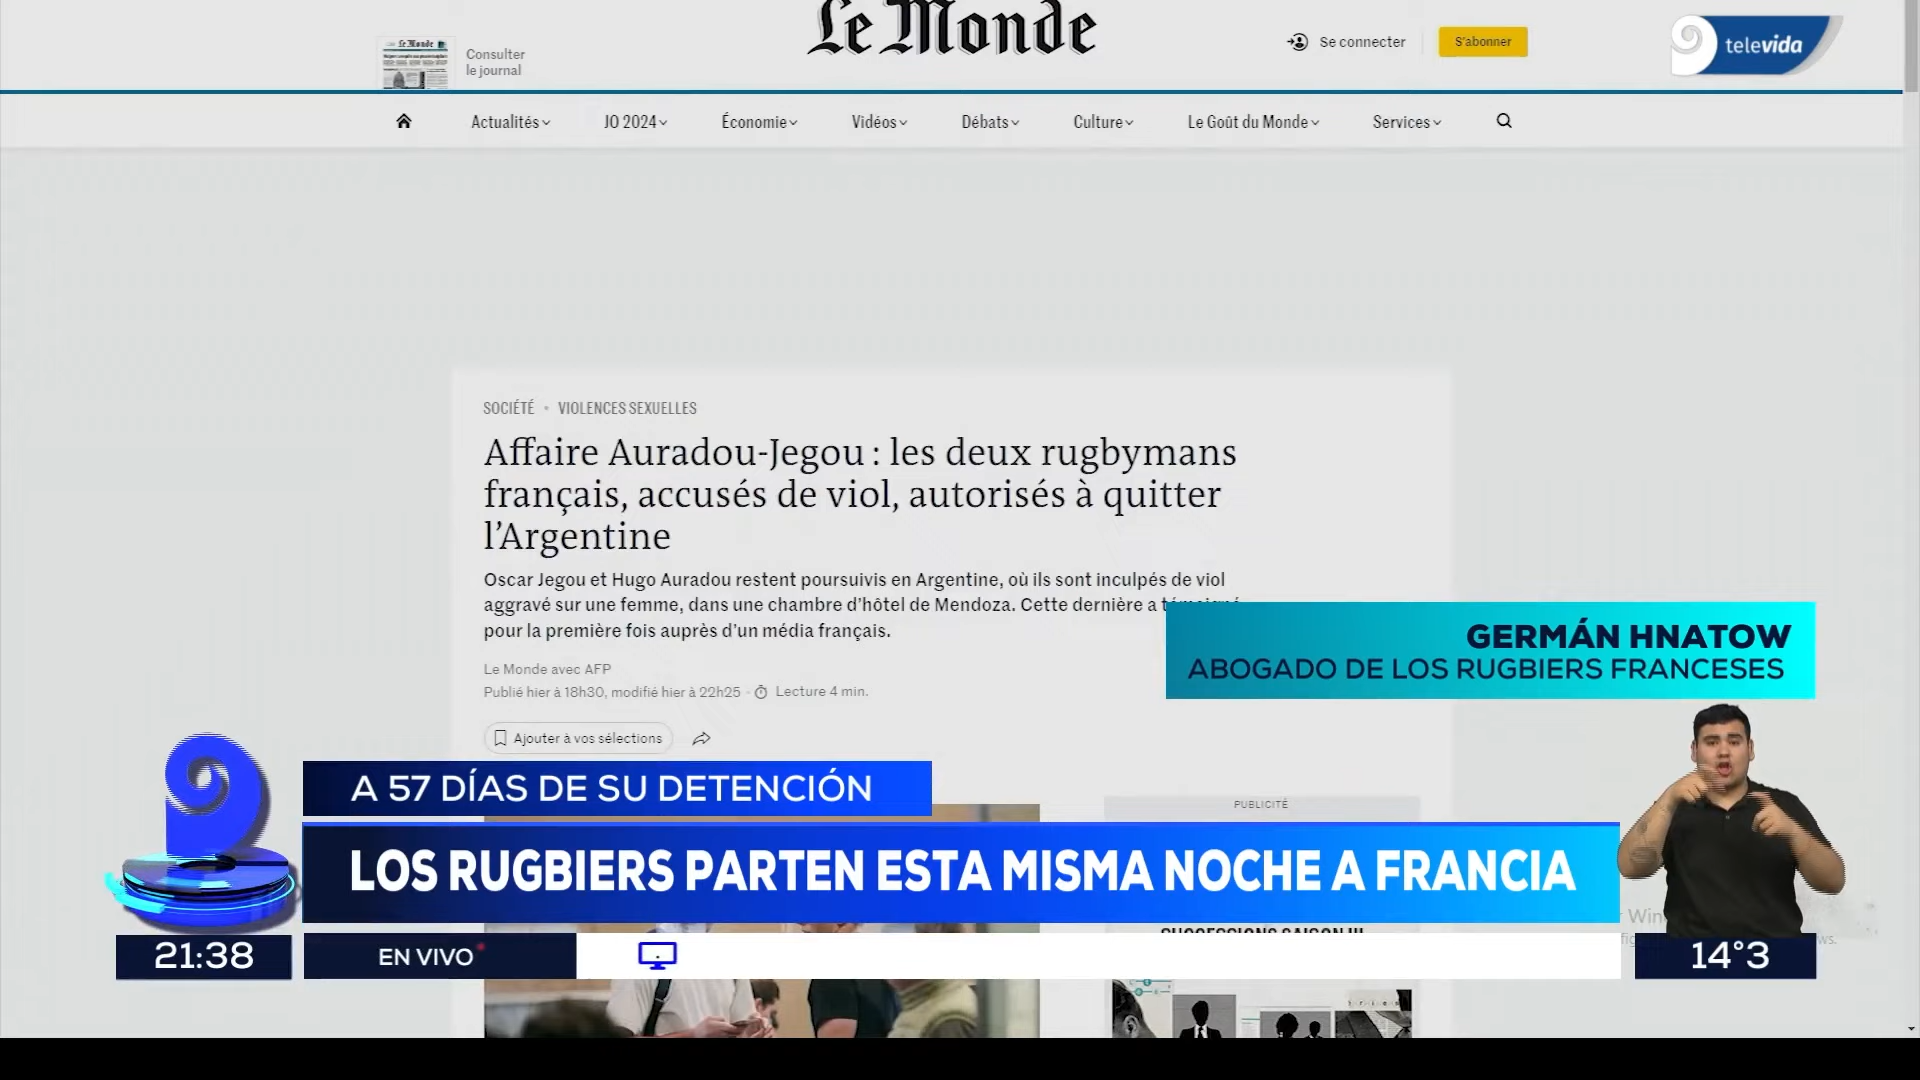 Le Monde
Consulter
le journal
Se connecter
S'abonner
televida
Actualités
JO 2024
Économie
Vidéos
Débats
Culture
Le Goût du Monde
Services
SOCIÉTÉ • VIOLENCES SEXUELLES
Affaire Auradou-Jegou : les deux rugbymans
français, accusés de viol, autorisés à quitter
l'Argentine
Oscar Jegou et Hugo Auradou restent poursuivis en Argentine, où ils sont inculpés de viol
aggravé sur une femme, dans une chambre d'hôtel de Mendoza. Cette dernière a
pour la première fois auprès d'un média français.
Le Monde avec AFP
Publié hier à 18h30, modifié hier à 22h25 · Lecture 4 min.
Ajouter à vos sélections
GERMÁN HNATOW
ABOGADO DE LOS RUGBIERS FRANCESES
A 57 DÍAS DE SU DETENCIÓN
PUBLICITÉ
LOS RUGBIERS PARTEN ESTA MISMA NOCHE A FRANCIA
21:38
EN VIVO
14°3